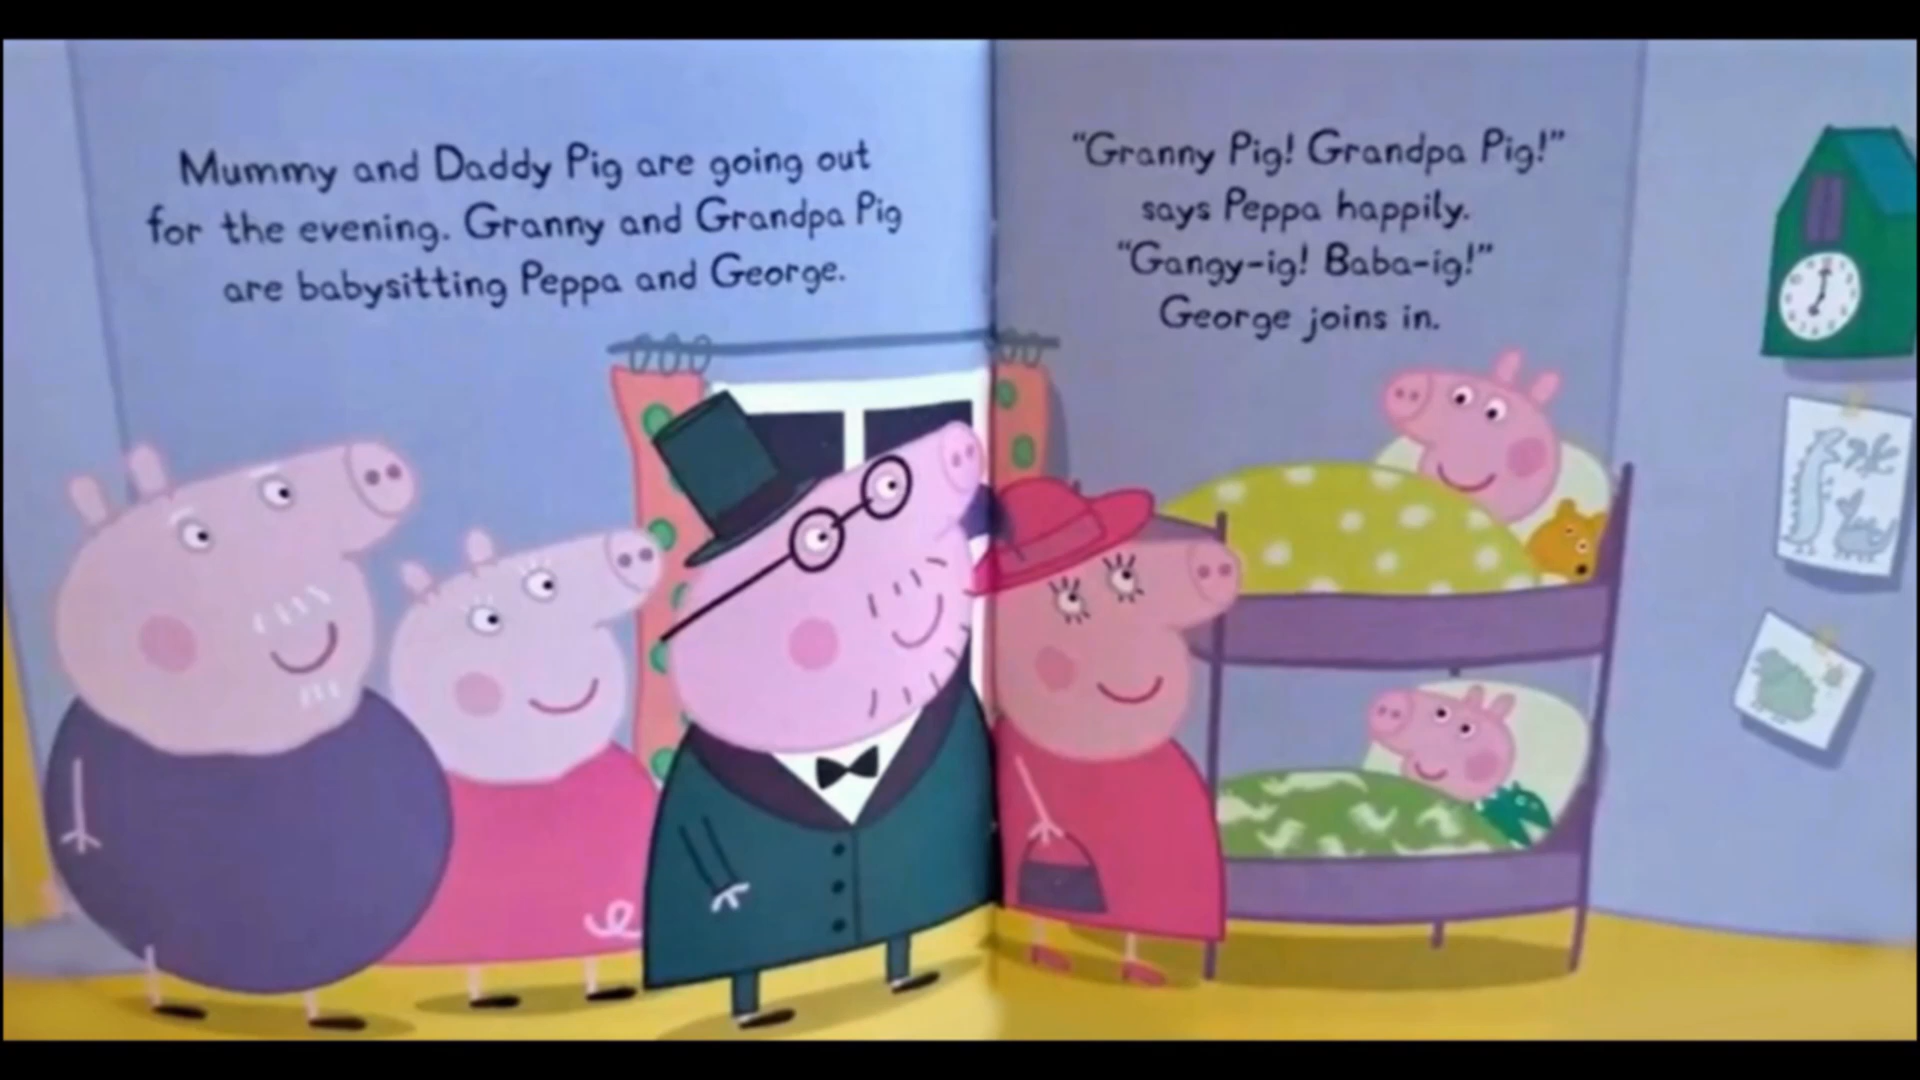 Mummy and Daddy Pig are going out
for the evening. Granny and Grandpa Pig
are babysitting Peppa and George.
“Granny Pig! Grandpa Pig!”
says Peppa happily.
“Gangy-ig! Baba-ig!”
George joins in.